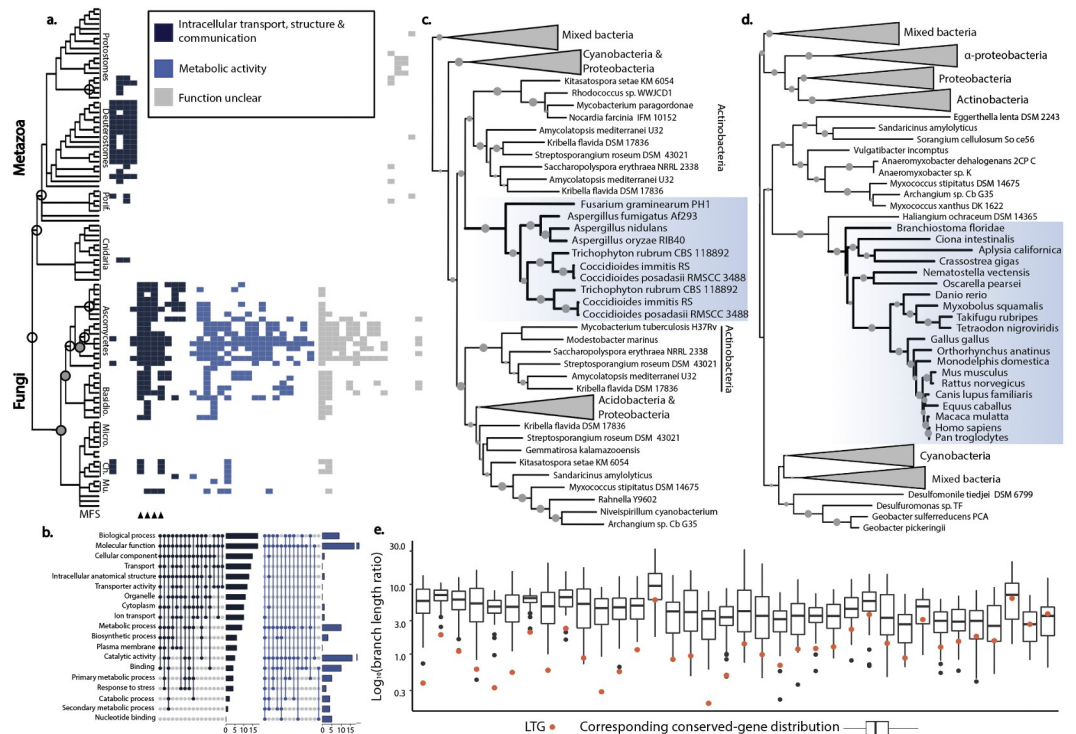 a.
Intracellular transport, structure &
communication
Metabolic activity
Function unclear
Metazoa
Fungi
Protostomes
Deuterostomes
Porif.
Cnidaria
Ascomycetes
Basidio.
Micro.
Ch.
Mu.
MFS
b.
Biological process
Molecular function
Cellular component
Transport
Intracellular anatomical structure
Transporter activity
Organelle
Cytoplasm
Ion transport
Metabolic process
Biosynthetic process
Plasma membrane
Catalytic activity
Binding
Primary metabolic process
Response to stress
Catabolic process
Secondary metabolic process
Nucleotide binding
0 5 10 15
0 5 10 15
c.
Mixed bacteria
Cyanobacteria &
Proteobacteria
Kitasatospora setae KM 6054
Rhodococcus sp. WWJCD1
Mycobacterium paragordonae
Nocardia farcinia IFM 10152
Amycolatopsis mediterranei U32
Kribella flavida DSM 17836
Streptosporangium roseum DSM 43021
Saccharopolyspora erythraea NRRL 2338
Amycolatopsis mediterranei U32
Kribella flavida DSM 17836
Actinobacteria
Fusarium graminearum PH1
Aspergillus fumigatus Af293
Aspergillus nidulans
Aspergillus oryzae RIB40
Trichophyton rubrum CBS 118892
Coccidioides immitis RS
Coccidioides posadasii RMSCC 3488
Trichophyton rubrum CBS 118892
Coccidioides immitis RS
Coccidioides posadasii RMSCC 3488
Mycobacterium tuberculosis H37Rv
Modestobacter marinus
Saccharopolyspora erythraea NRRL 2338
Streptosporangium roseum DSM 43021
Amycolatopsis mediterranei U32
Kribella flavida DSM 17836
Actinobacteria
Acidobacteria &
Proteobacteria
Kribella flavida DSM 17836
Streptosporangium roseum DSM 43021
Gemmatirosa kalamazooensis
Kitasatospora setae KM 6054
Sandaricinus amylolyticus
Myxococcus stipitatus DSM 14675
Rahnella Y9602
Niveispirillum cyanobacterium
Archangium sp. Cb G35
d.
Mixed bacteria
α-proteobacteria
Proteobacteria
Actinobacteria
Eggerthella lenta DSM 2243
Sandaricinus amylolyticus
Sorangium cellulosum So ce56
Vulgatibacter incomptus
Anaeromyxobacter dehalogenans 2CP C
Anaeromyxobacter sp. K
Myxococcus stipitatus DSM 14675
Archangium sp. Cb G35
Myxococcus xanthus DK 1622
Haliangium ochraceum DSM 14365
Branchiostoma floridae
Ciona intestinalis
Aplysia californica
Crassostrea gigas
Nematostella vectensis
Oscarella pearsei
Danio rerio
Myxobolus squamalis
Takifugu rubripes
Tetraodon nigroviridis
Gallus gallus
Orthorhynchus anatinus
Monodelphis domestica
Mus musculus
Rattus norvegicus
Canis lupus familiaris
Equus caballus
Macaca mulatta
Homo sapiens
Pan troglodytes
Cyanobacteria
Mixed bacteria
Desulfomonile tiedjei DSM 6799
Desulfuromonas sp. TF
Geobacter sulferreducens PCA
Geobacter pickeringii
e.
Log₁₀(branch length ratio)
30.0
10.0
3.0
1.0
0.3
LTG
Corresponding conserved-gene distribution